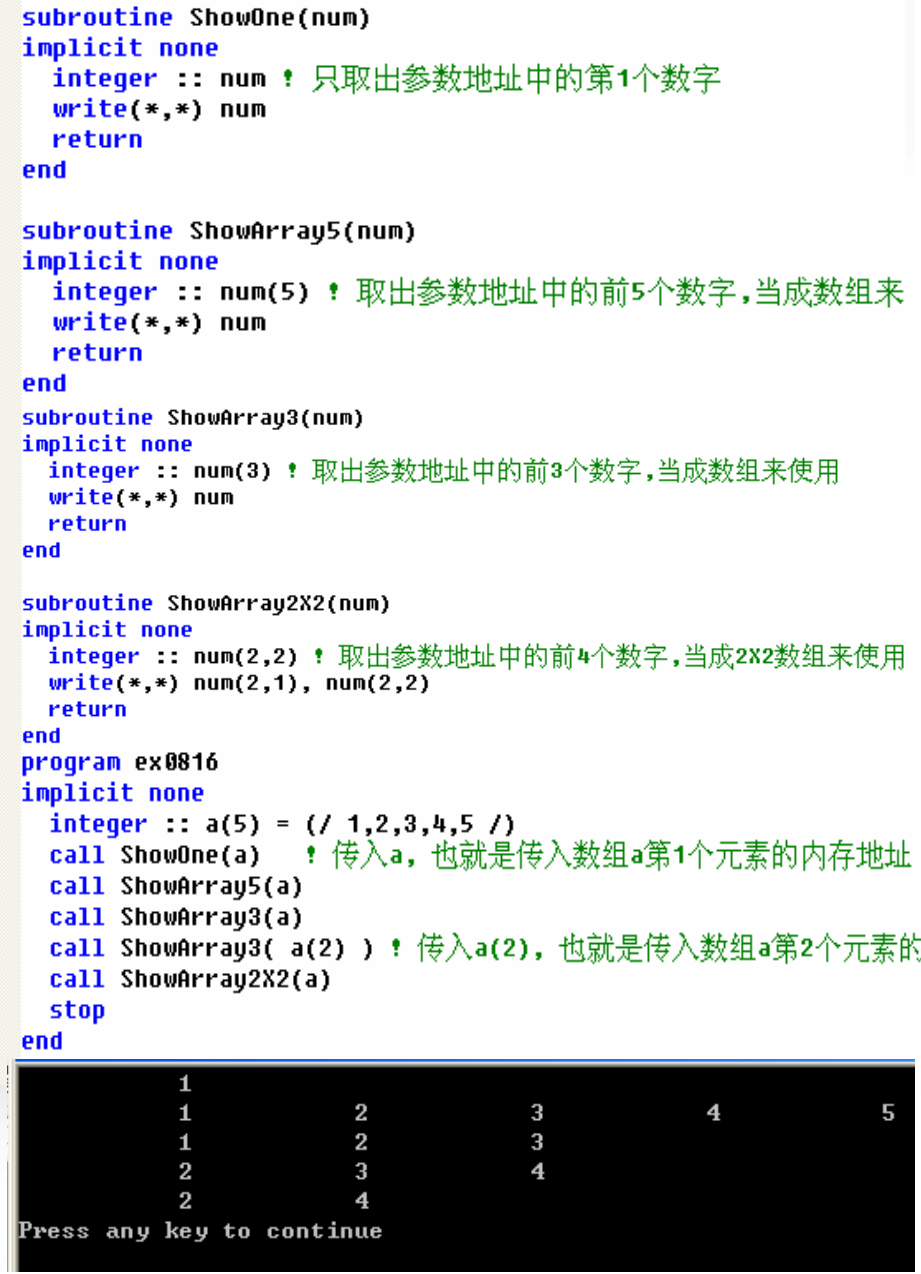 subroutine ShowOne(num)
implicit none
  integer :: num ! 只取出参数地址中的第1个数字
  write(*,*) num
  return
end
subroutine ShowArray5(num)
implicit none
  integer :: num(5) ! 取出参数地址中的前5个数字,当成数组来
  write(*,*) num
  return
end
subroutine ShowArray3(num)
implicit none
  integer :: num(3) ! 取出参数地址中的前3个数字,当成数组来使用
  write(*,*) num
  return
end
subroutine ShowArray2X2(num)
implicit none
  integer :: num(2,2) ! 取出参数地址中的前4个数字,当成2X2数组来使用
  write(*,*) num(2,1), num(2,2)
  return
end
program ex0816
implicit none
  integer :: a(5) = (/ 1,2,3,4,5 /)
  call ShowOne(a)   ! 传入a, 也就是传入数组a第1个元素的内存地址
  call ShowArray5(a)
  call ShowArray3(a)
  call ShowArray3( a(2) ) ! 传入a(2), 也就是传入数组a第2个元素的
  call ShowArray2X2(a)
  stop
end
1
1 2 3 4 5
1 2 3
2 3 4
2 4
Press any key to continue